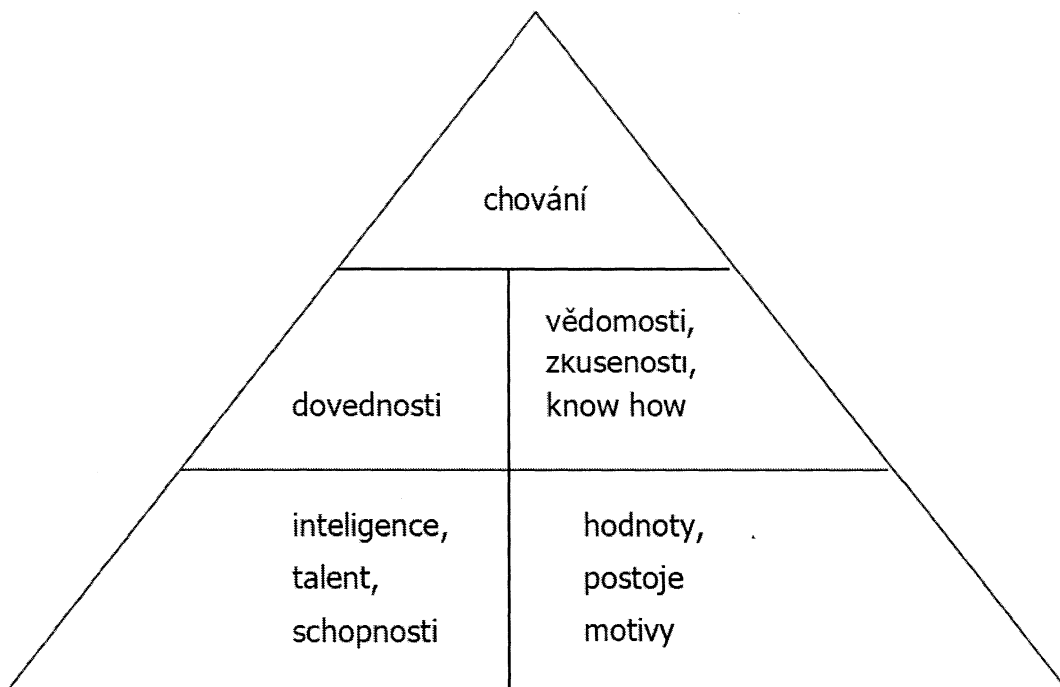 chování
vědomosti,
zkusenosti,
dovednosti
know how
inteligence,
talent,
schopnosti
hodnoty,
postoje
motivy